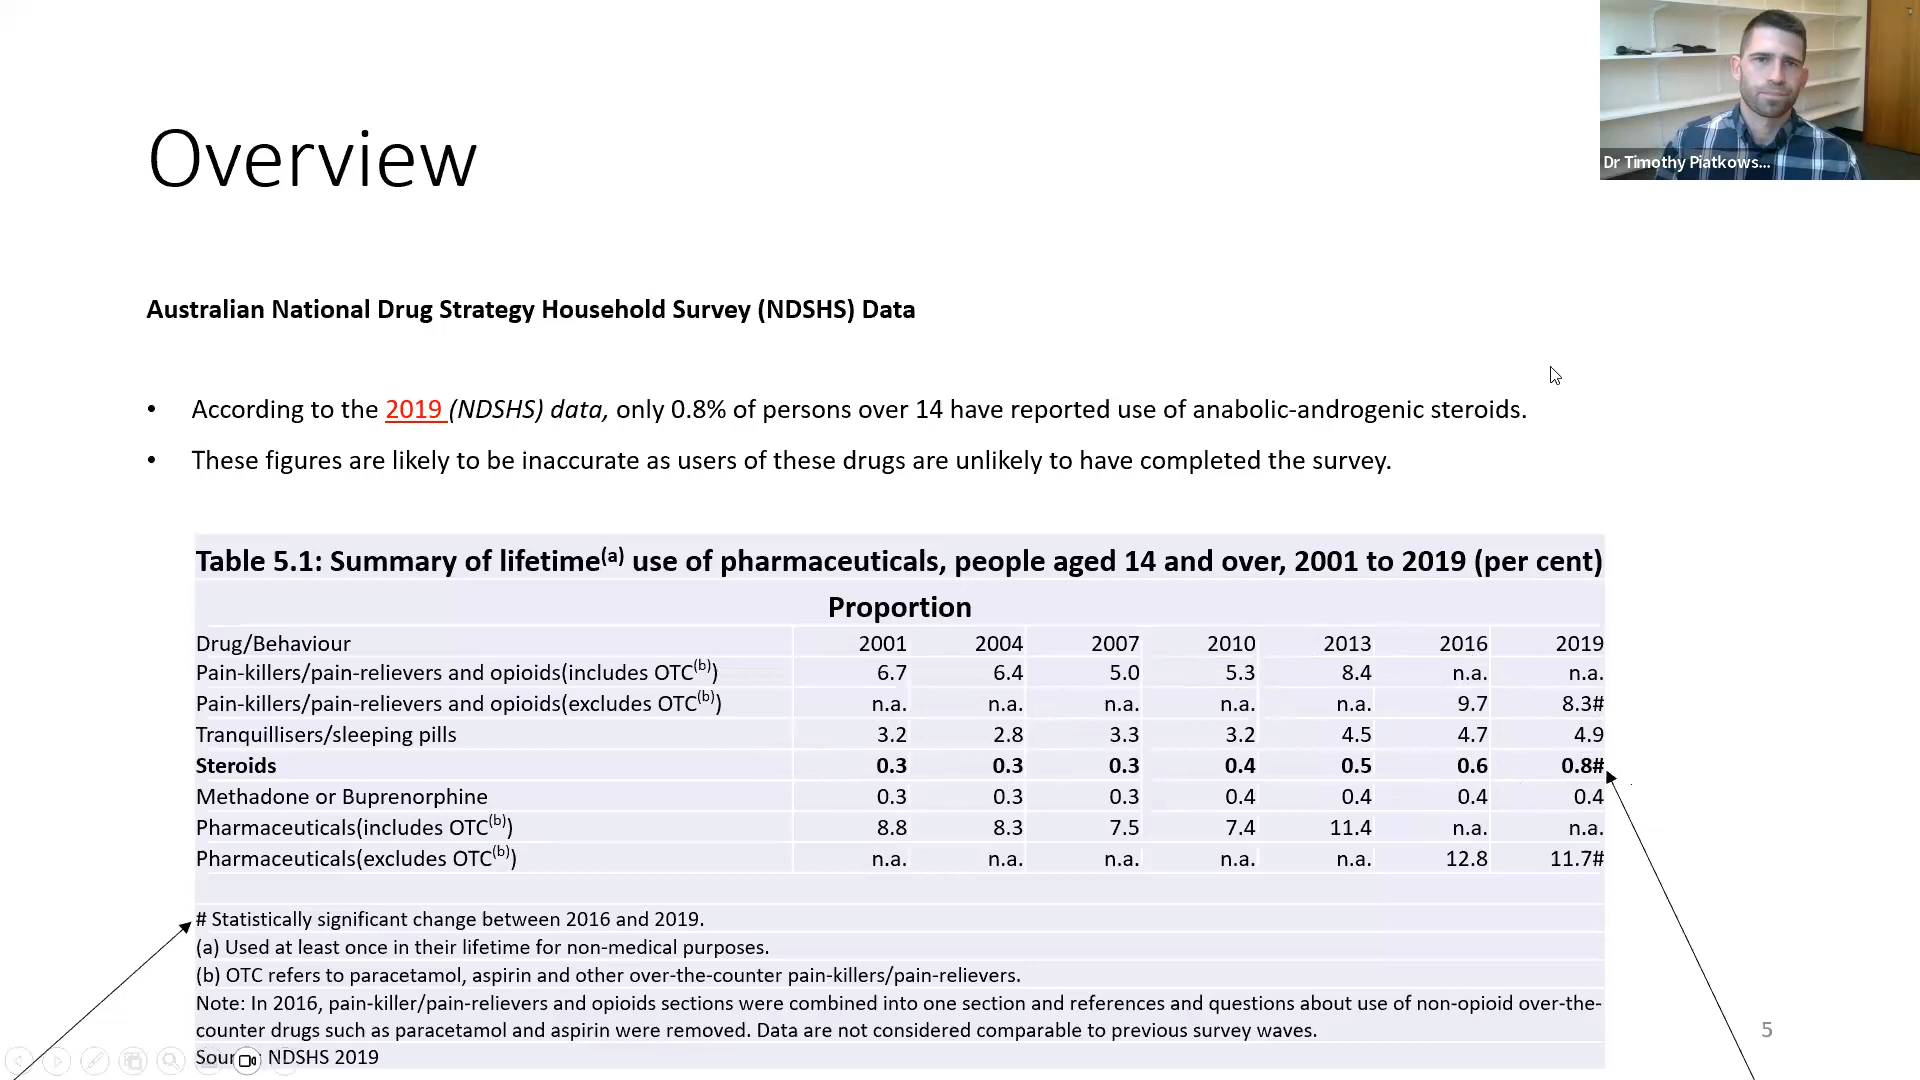 Overview
Dr Timothy Piatkows...
Australian National Drug Strategy Household Survey (NDSHS) Data
• According to the 2019 (NDSHS) data, only 0.8% of persons over 14 have reported use of anabolic-androgenic steroids.
• These figures are likely to be inaccurate as users of these drugs are unlikely to have completed the survey.
Table 5.1: Summary of lifetime(a) use of pharmaceuticals, people aged 14 and over, 2001 to 2019 (per cent)
Proportion
Drug/Behaviour 2001 2004 2007 2010 2013 2016 2019
Pain-killers/pain-relievers and opioids(includes OTC(b)) 6.7 6.4 5.0 5.3 8.4 n.a. n.a.
Pain-killers/pain-relievers and opioids(excludes OTC(b)) n.a. n.a. n.a. n.a. n.a. 9.7 8.3#
Tranquillisers/sleeping pills 3.2 2.8 3.3 3.2 4.5 4.7 4.9
Steroids 0.3 0.3 0.3 0.4 0.5 0.6 0.8#
Methadone or Buprenorphine 0.3 0.3 0.3 0.4 0.4 0.4 0.4
Pharmaceuticals(includes OTC(b)) 8.8 8.3 7.5 7.4 11.4 n.a. n.a.
Pharmaceuticals(excludes OTC(b)) n.a. n.a. n.a. n.a. n.a. 12.8 11.7#
# Statistically significant change between 2016 and 2019.
(a) Used at least once in their lifetime for non-medical purposes.
(b) OTC refers to paracetamol, aspirin and other over-the-counter pain-killers/pain-relievers.
Note: In 2016, pain-killer/pain-relievers and opioids sections were combined into one section and references and questions about use of non-opioid over-the-
counter drugs such as paracetamol and aspirin were removed. Data are not considered comparable to previous survey waves.
5
NDSHS 2019